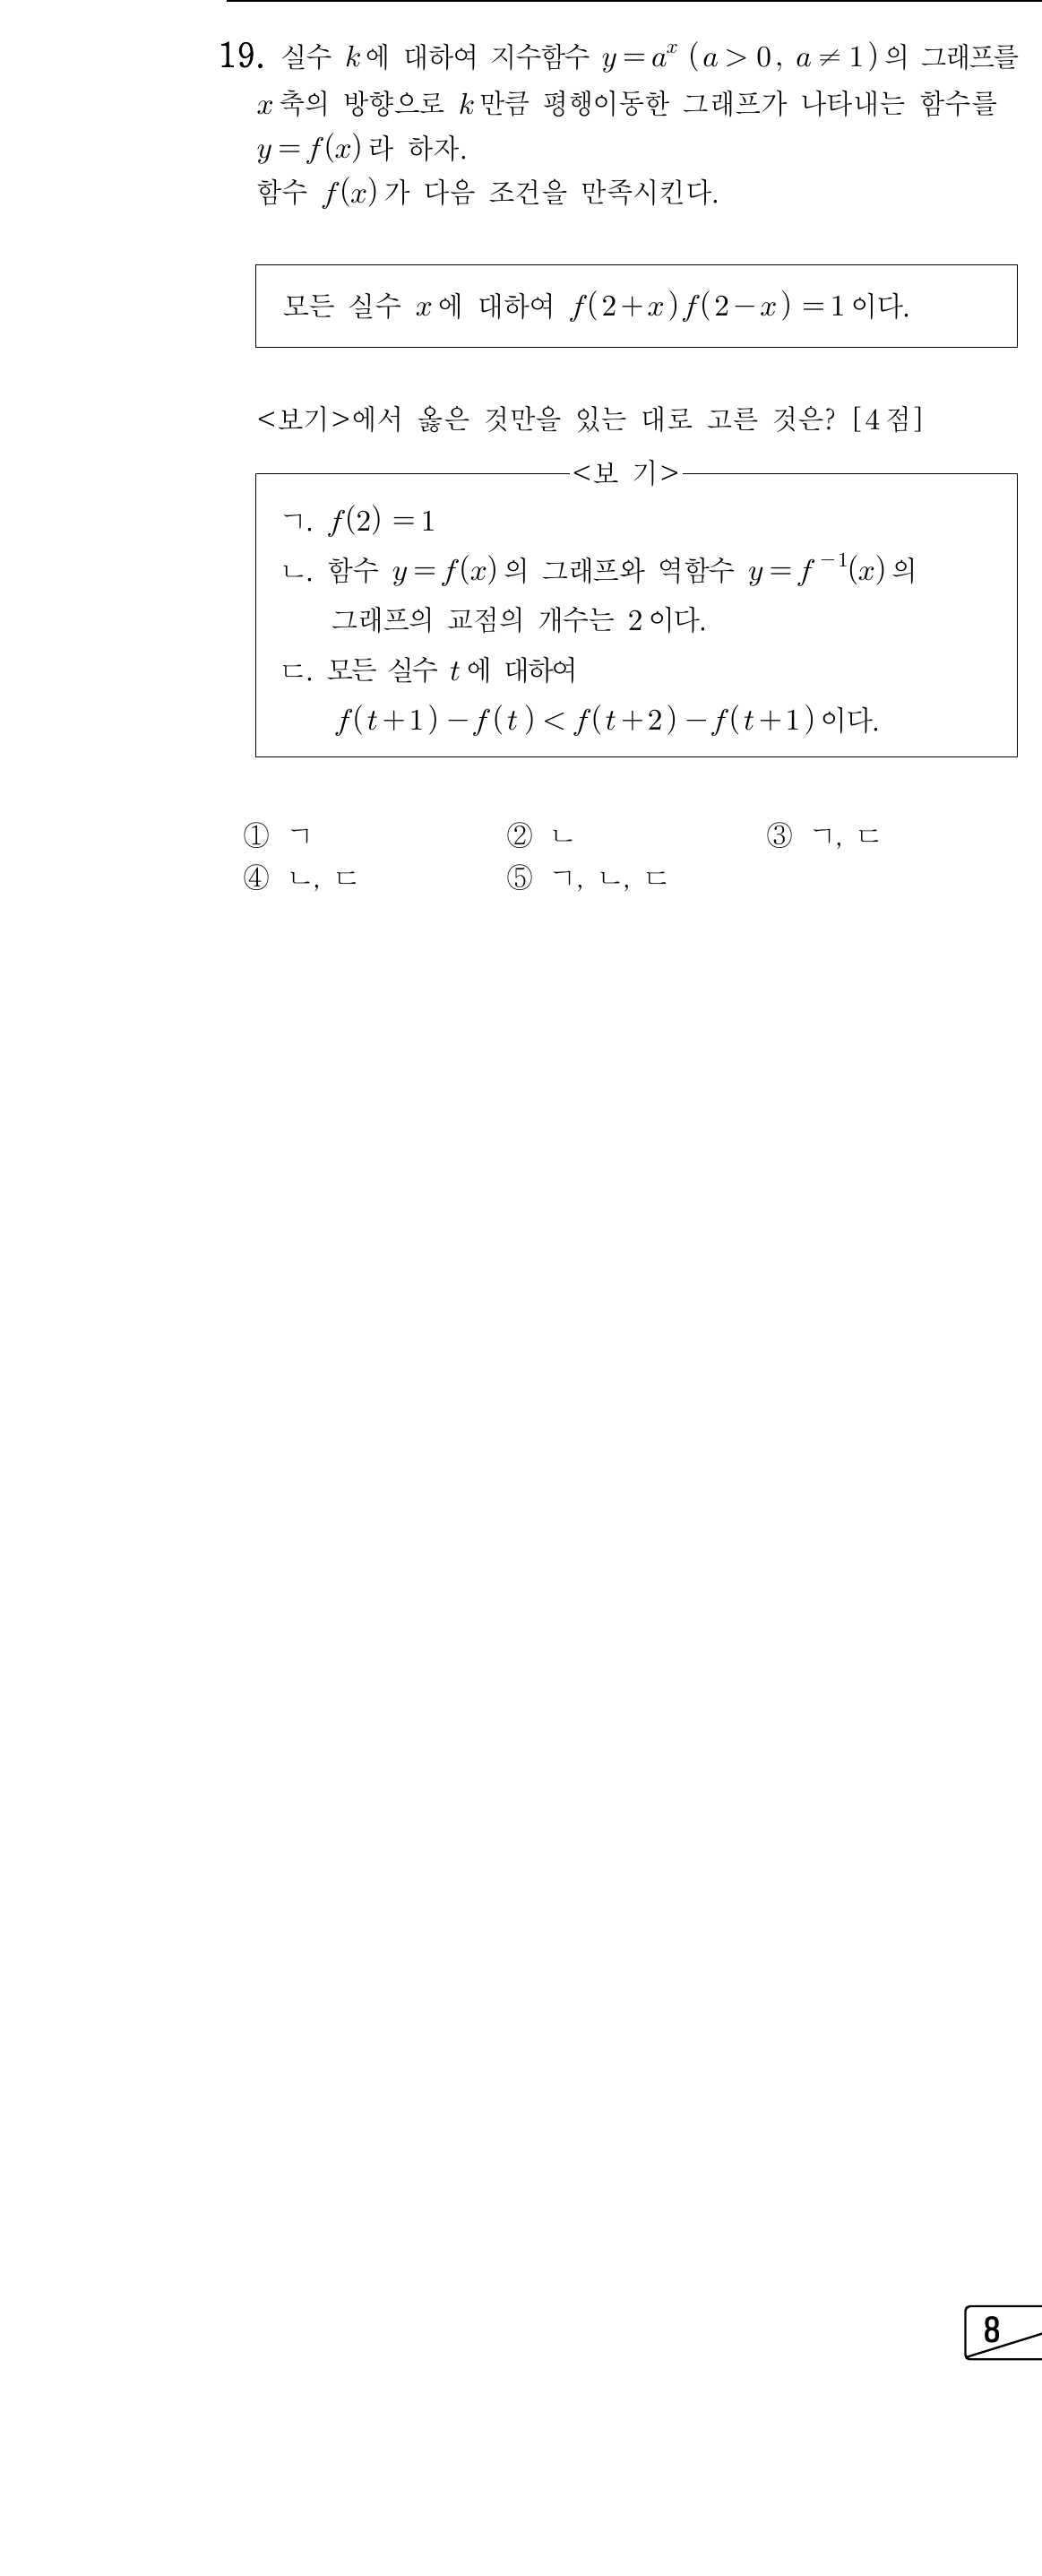 19. 실수 k에 대하여 지수함수 y=aˣ (a>0, a≠1)의 그래프를
x축의 방향으로 k만큼 평행이동한 그래프가 나타내는 함수를
y=f(x)라 하자.
함수 f(x)가 다음 조건을 만족시킨다.
모든 실수 x에 대하여 f(2+x)f(2-x)=1이다.
<보기>에서 옳은 것만을 있는 대로 고른 것은? [4점]
<보 기>
ㄱ. f(2)=1
ㄴ. 함수 y=f(x)의 그래프와 역함수 y=f⁻¹(x)의
그래프의 교점의 개수는 2이다.
ㄷ. 모든 실수 t에 대하여
f(t+1)-f(t)<f(t+2)-f(t+1)이다.
① ㄱ ② ㄴ ③ ㄱ, ㄷ
④ ㄴ, ㄷ ⑤ ㄱ, ㄴ, ㄷ
8